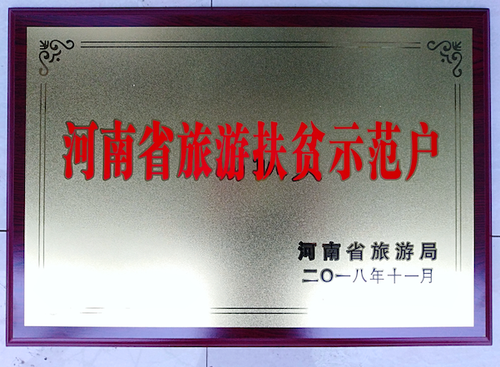 河南省旅游扶贫示范户
河南省旅游局
二〇一八年十一月